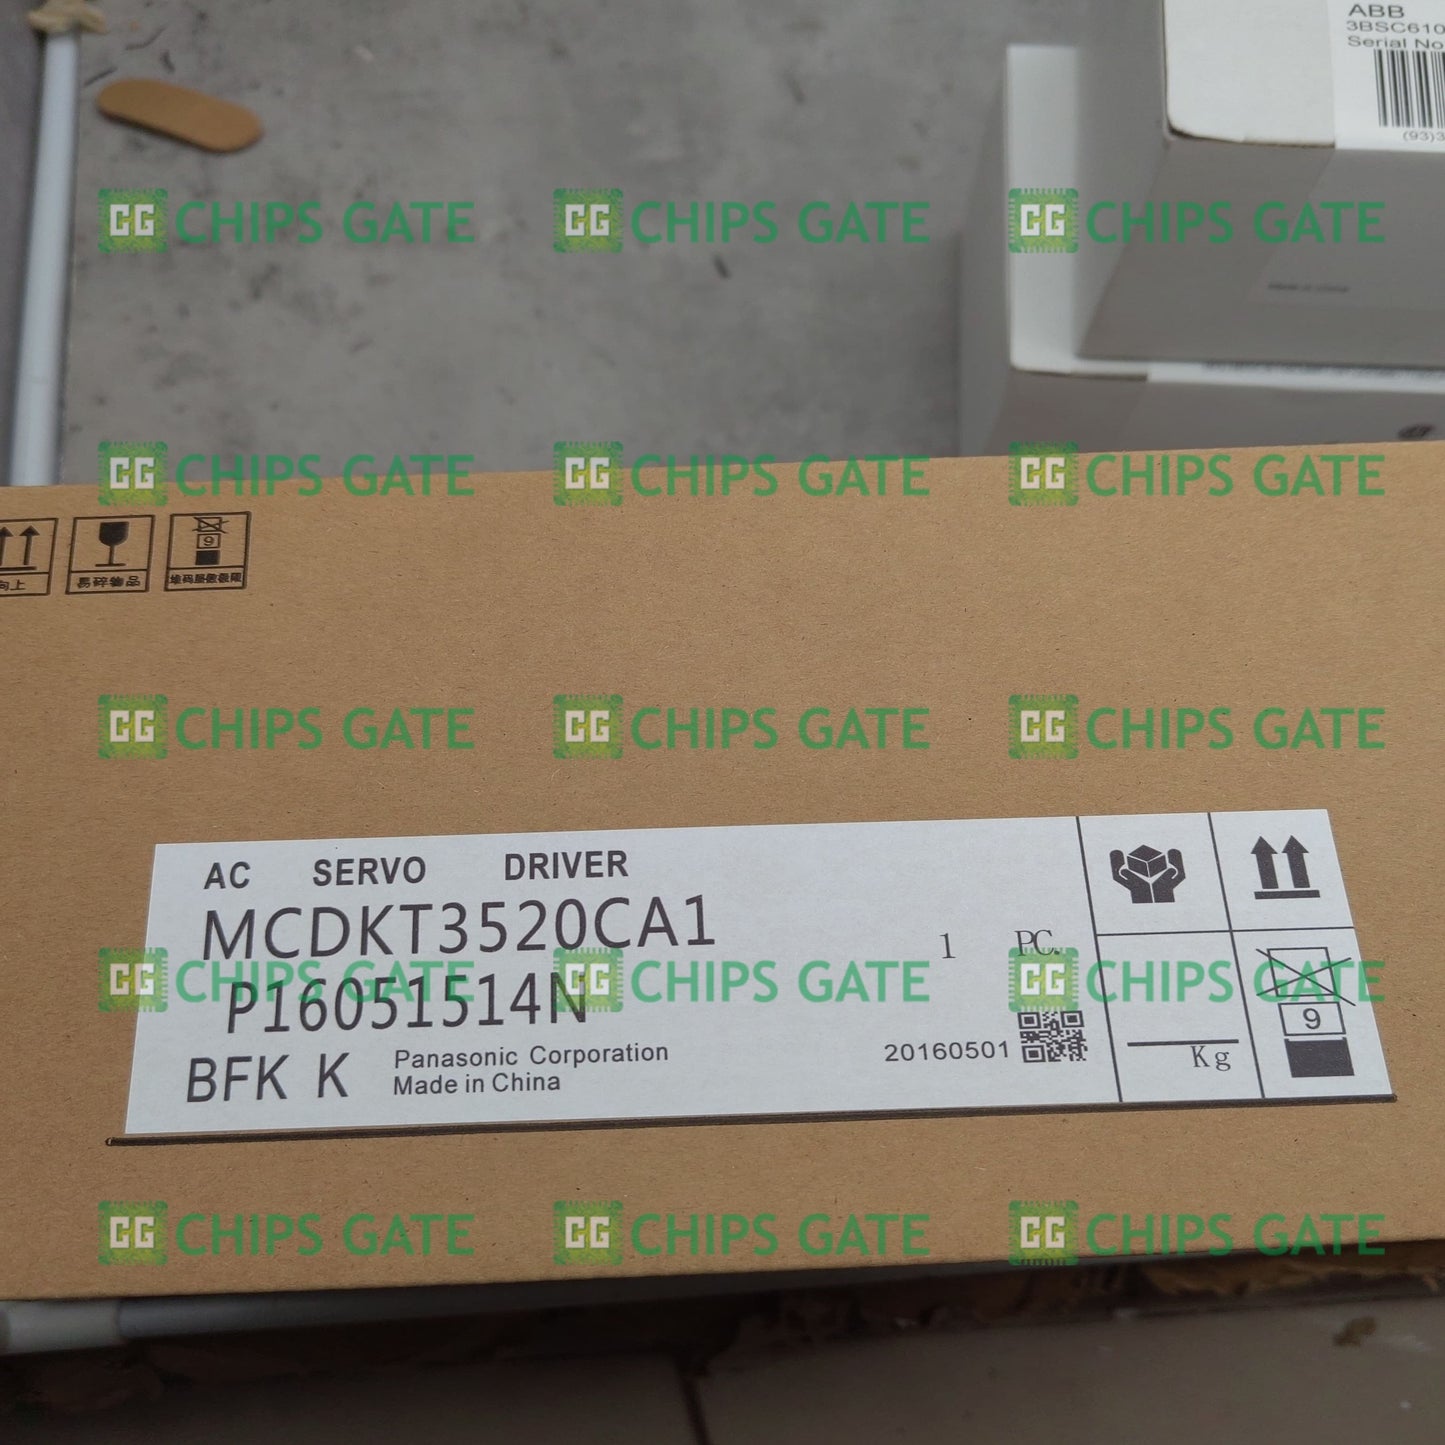 ABB
3BSC610
Serial No
(93)3
CG CHIPS GATE CG CHIPS GATE CG CHIPS GATE
CG CHIPS GATE CG CHIPS GATE CG CHIPS GATE
9
向上 易碎物品 堆码层数极限
CG CHIPS GATE CG CHIPS GATE CG CHIPS GATE
AC SERVO DRIVER
MCDKT3520CA1
1 PC.
CG CHIPS GATE CG CHIPS GATE CG CHIPS GATE
P16051514N
9
BFK K
Panasonic Corporation
Made in China
20160501
Kg
CG CHIPS GATE CG CHIPS GATE CG CHIPS GATE